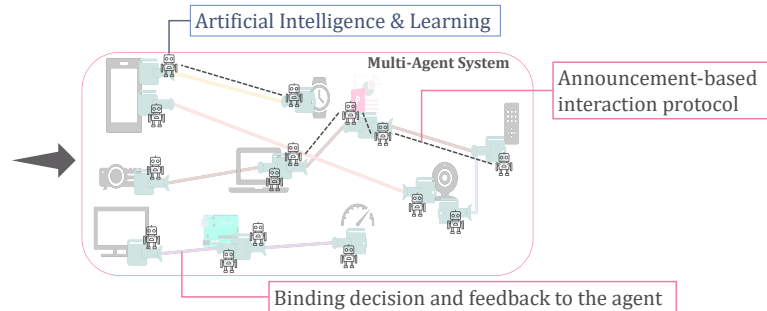 Artificial Intelligence & Learning
Multi-Agent System
Announcement-based
interaction protocol
Binding decision and feedback to the agent